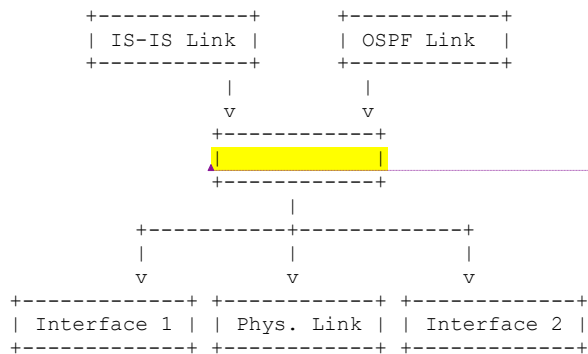 +------------+ +------------+
| IS-IS Link | | OSPF Link |
+------------+ +------------+
| |
v v
+------------+
| |
+------------+
|
+-----------+-------------+
| | |
v v v
+-------------+ +------------+ +-------------+
| Interface 1 | | Phys. Link | | Interface 2 |
+-------------+ +------------+ +-------------+